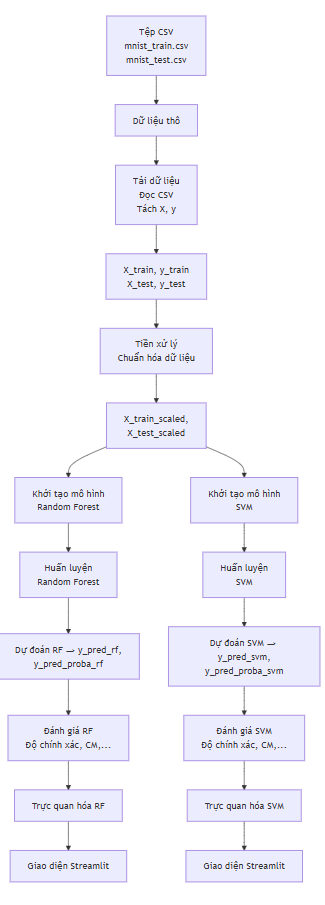 Tệp CSV
mnist_train.csv
mnist_test.csv
Dữ liệu thô
Tải dữ liệu
Đọc CSV
Tách X, y
X_train, y_train
X_test, y_test
Tiền xử lý
Chuẩn hóa dữ liệu
X_train_scaled,
X_test_scaled
Khởi tạo mô hình
Random Forest
Khởi tạo mô hình
SVM
Huấn luyện
Random Forest
Huấn luyện
SVM
Dự đoán RF → y_pred_rf,
y_pred_proba_rf
Dự đoán SVM →
y_pred_svm,
y_pred_proba_svm
Đánh giá RF
Độ chính xác, CM,...
Đánh giá SVM
Độ chính xác, CM,...
Trực quan hóa RF
Trực quan hóa SVM
Giao diện Streamlit
Giao diện Streamlit